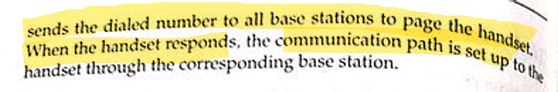 sends the dialed number to all base stations to page the handset.
When the handset responds, the communication path is set up to the
handset through the corresponding base station.